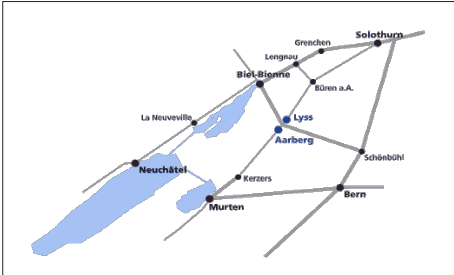 Solothurn
Grenchen
Lengnau
Biel-Bienne
Büren a.A.
La Neuveville
Lyss
Aarberg
Schönbühl
Neuchâtel
Kerzers
Bern
Murten